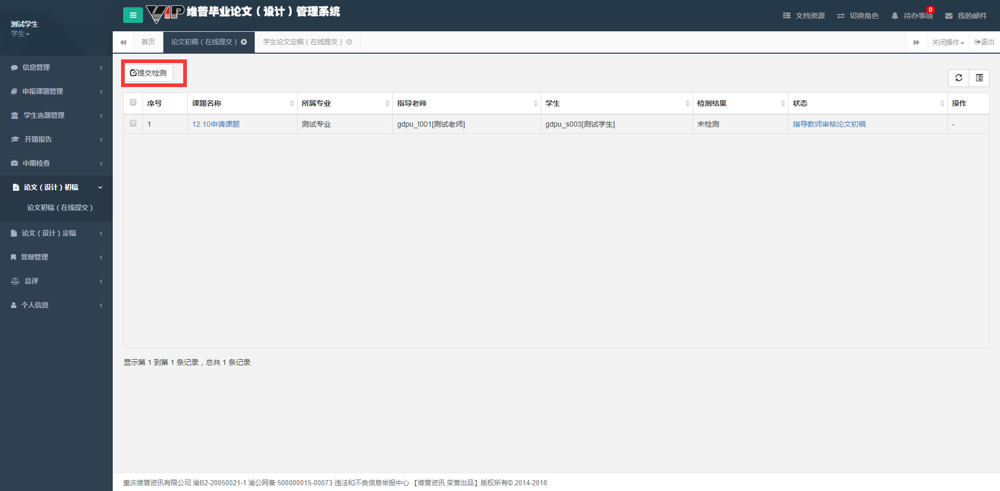 测试学生
学生
信息管理
申报课题管理
学生选题管理
开题报告
中期检查
论文（设计）初稿
论文初稿（在线提交）
论文（设计）定稿
答辩管理
总评
个人信息
VIP 维普毕业论文（设计）管理系统
文档资源 切换角色 待办事项 0 我的邮件
首页 论文初稿（在线提交） 学生论文定稿（在线提交） 关闭操作 退出
提交检测
序号 课题名称 所属专业 指导老师 学生 检测结果 状态 操作
1 12.10申请课题 测试专业 gdpu_t001[测试老师] gdpu_s003[测试学生] 未检测 指导教师审核论文初稿 -
显示第 1 到第 1 条记录，总共 1 条记录
重庆维普资讯有限公司 渝B2-20050021-1 渝公网备 500000015-00073 违法和不良信息举报中心 【维普资讯 荣誉出品】版权所有© 2014-2018